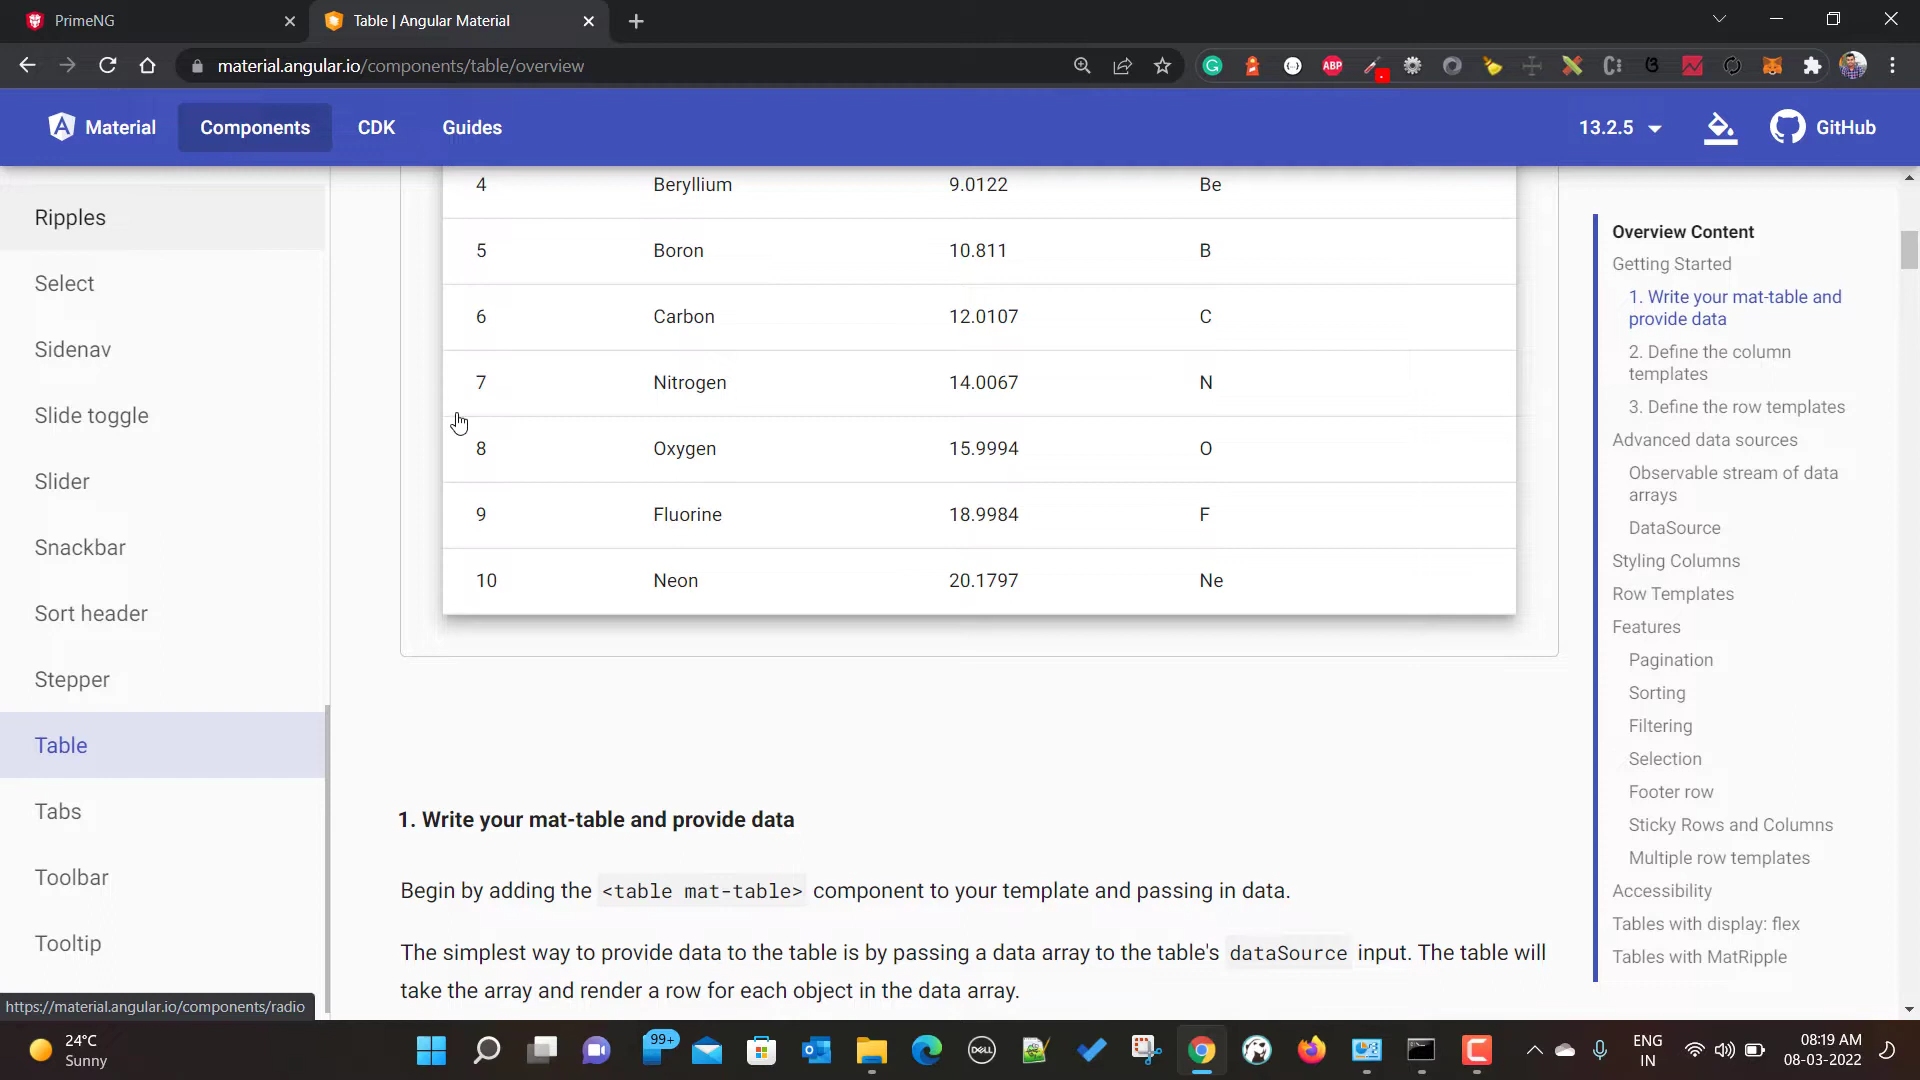 PrimeNG
Table | Angular Material
material.angular.io/components/table/overview
ABP
Material
Components
CDK
Guides
13.2.5
GitHub
Ripples
Select
Sidenav
Slide toggle
Slider
Snackbar
Sort header
Stepper
Table
Tabs
Toolbar
Tooltip
https://material.angular.io/components/radio
4 Beryllium 9.0122 Be
5 Boron 10.811 B
6 Carbon 12.0107 C
7 Nitrogen 14.0067 N
8 Oxygen 15.9994 O
9 Fluorine 18.9984 F
10 Neon 20.1797 Ne
1. Write your mat-table and provide data
Begin by adding the <table mat-table> component to your template and passing in data.
The simplest way to provide data to the table is by passing a data array to the table's dataSource input. The table will
take the array and render a row for each object in the data array.
Overview Content
Getting Started
1. Write your mat-table and
provide data
2. Define the column
templates
3. Define the row templates
Advanced data sources
Observable stream of data
arrays
DataSource
Styling Columns
Row Templates
Features
Pagination
Sorting
Filtering
Selection
Footer row
Sticky Rows and Columns
Multiple row templates
Accessibility
Tables with display: flex
Tables with MatRipple
24°C
Sunny
99+
DELL
ENG
IN
08:19 AM
08-03-2022